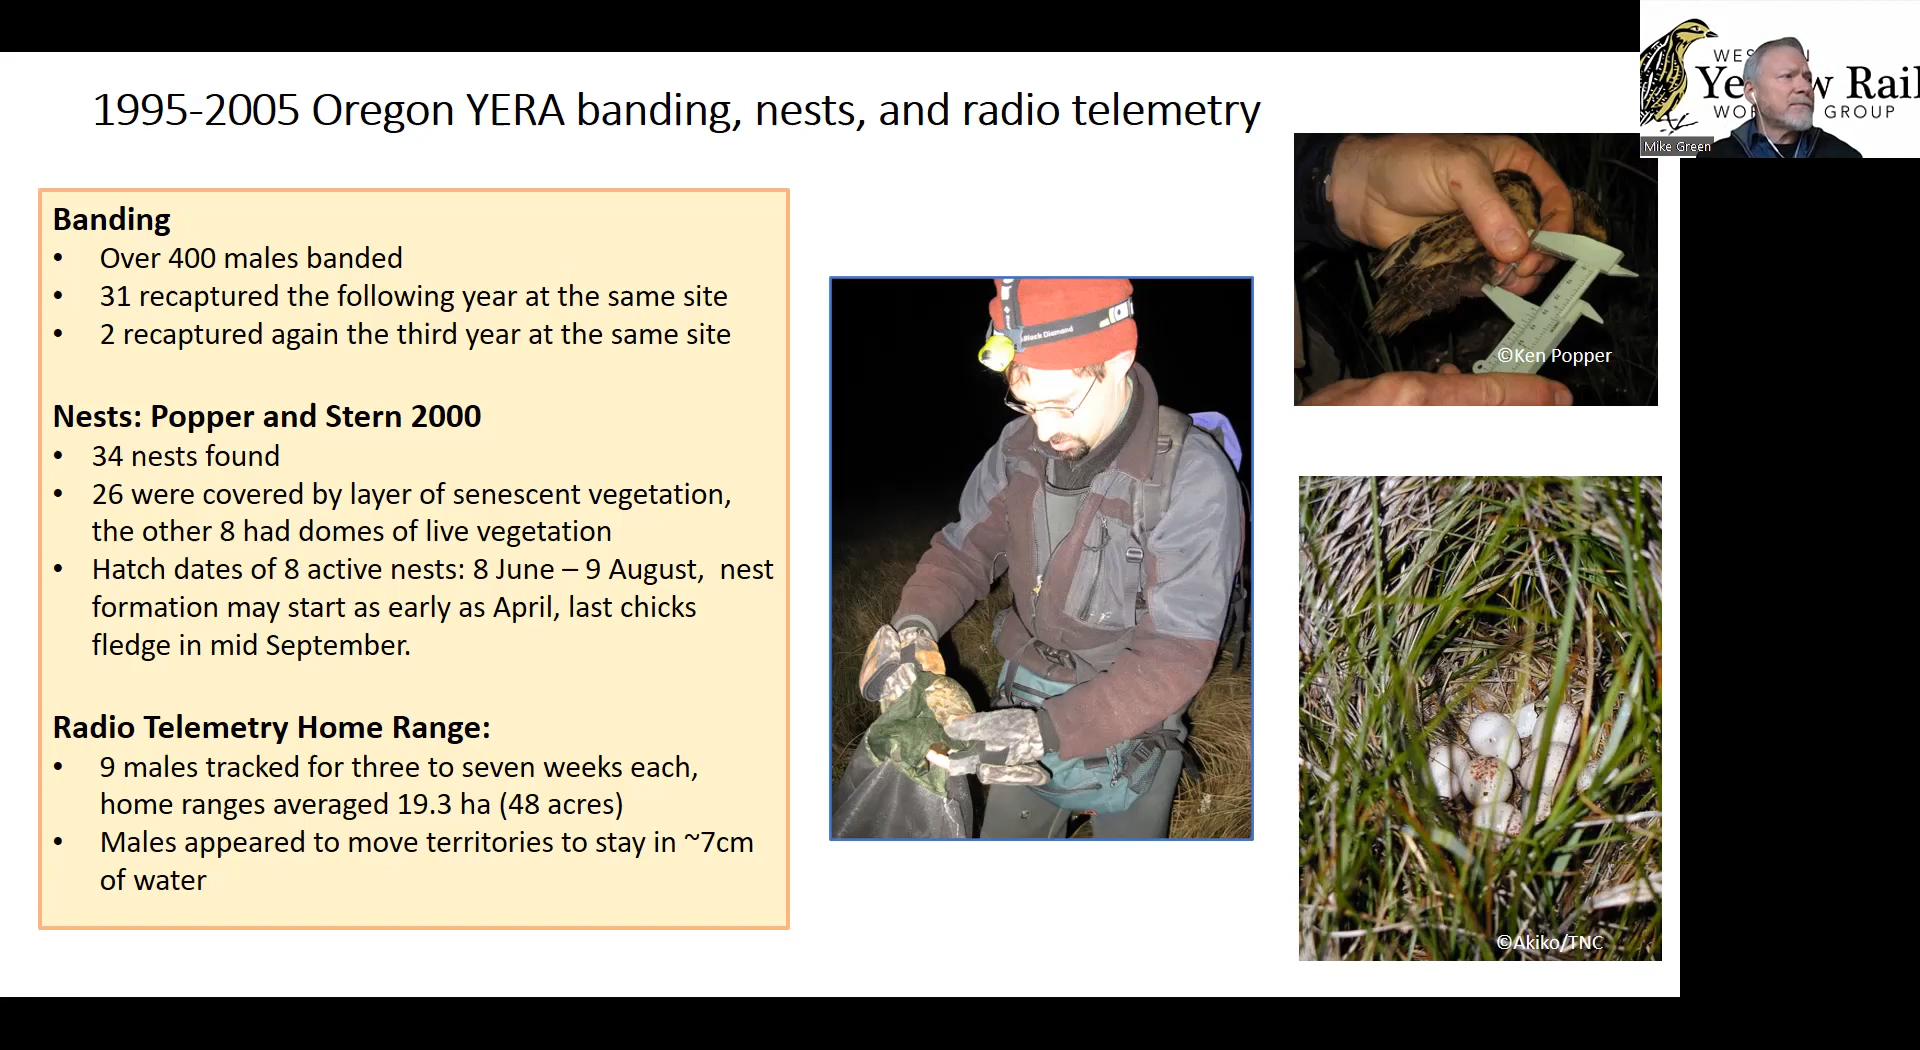 1995-2005 Oregon YERA banding, nests, and radio telemetry
Banding
• Over 400 males banded
• 31 recaptured the following year at the same site
• 2 recaptured again the third year at the same site
Nests: Popper and Stern 2000
• 34 nests found
• 26 were covered by layer of senescent vegetation,
the other 8 had domes of live vegetation
• Hatch dates of 8 active nests: 8 June – 9 August, nest
formation may start as early as April, last chicks
fledge in mid September.
Radio Telemetry Home Range:
• 9 males tracked for three to seven weeks each,
home ranges averaged 19.3 ha (48 acres)
• Males appeared to move territories to stay in ~7cm
of water
Black Diamond
©Ken Popper
©Akiko/TNC
Rail
GROUP
Mike Green